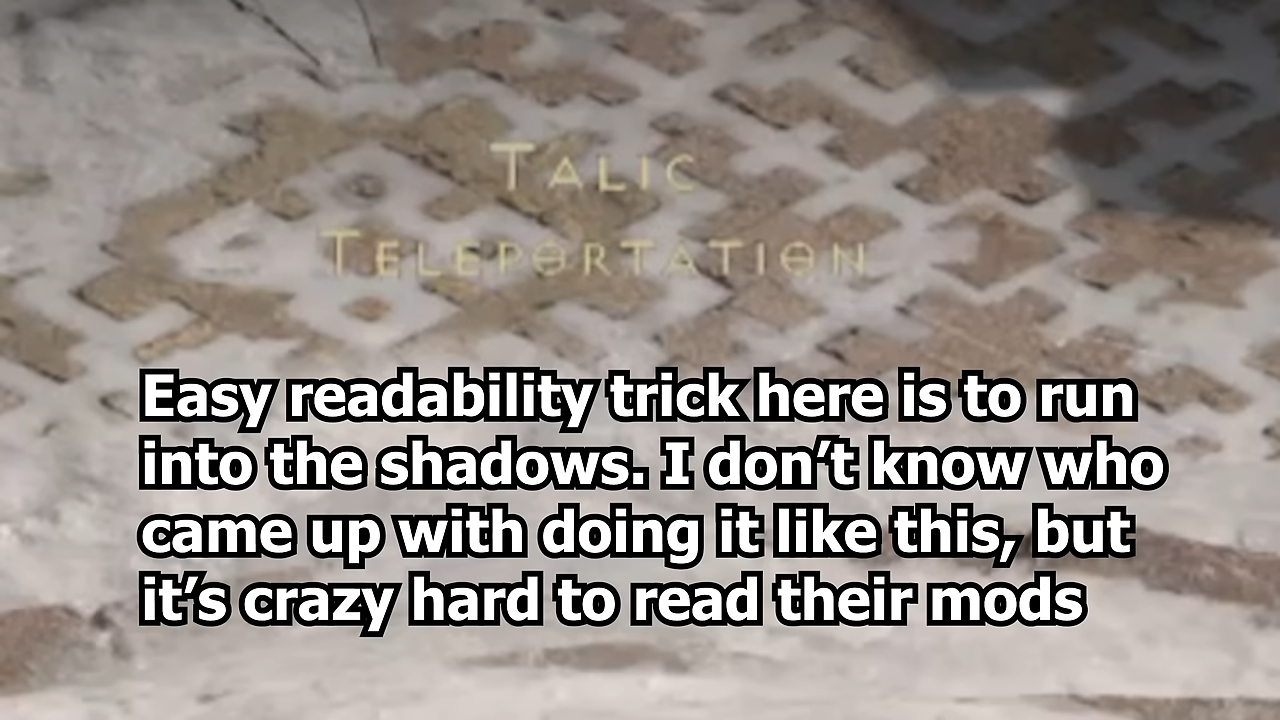 Talic
Teleportation
Easy readability trick here is to run
into the shadows. I don’t know who
came up with doing it like this, but
it’s crazy hard to read their mods